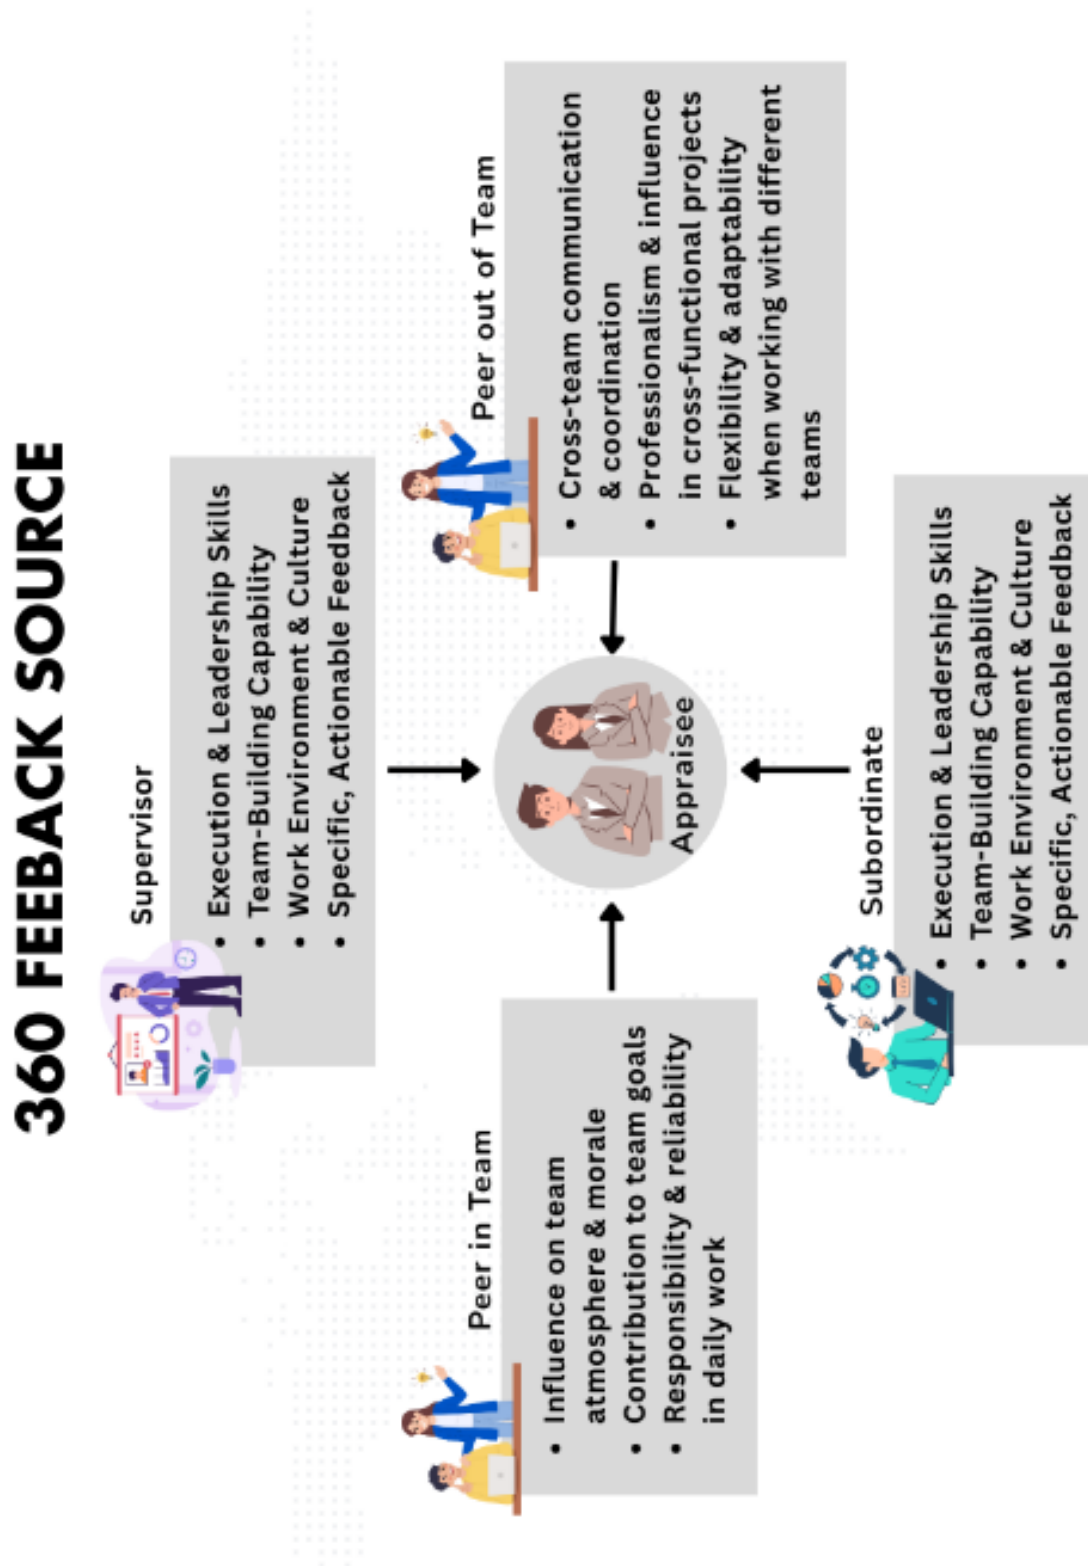 360 FEEBACK SOURCE
Supervisor
• Execution & Leadership Skills
• Team-Building Capability
• Work Environment & Culture
• Specific, Actionable Feedback
Peer in Team
• Influence on team
atmosphere & morale
• Contribution to team goals
• Responsibility & reliability
in daily work
Appraisee
Peer out of Team
• Cross-team communication
& coordination
• Professionalism & influence
in cross-functional projects
• Flexibility & adaptability
when working with different
teams
Subordinate
• Execution & Leadership Skills
• Team-Building Capability
• Work Environment & Culture
• Specific, Actionable Feedback